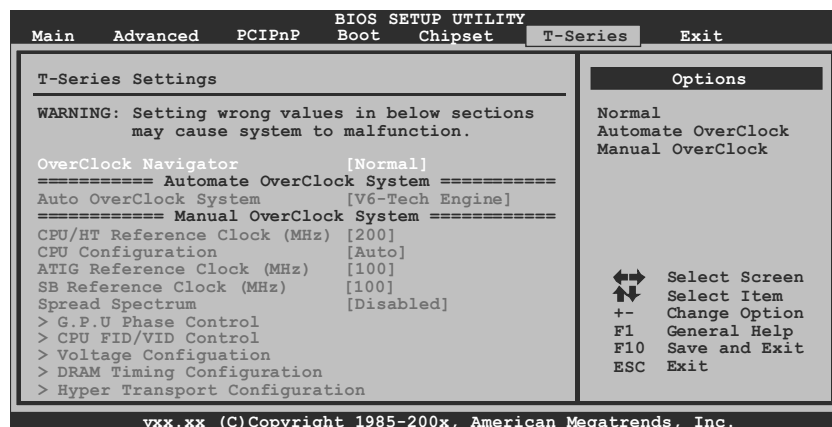 BIOS SETUP UTILITY
Main Advanced PCIPnP Boot Chipset T-Series Exit
T-Series Settings
WARNING: Setting wrong values in below sections
may cause system to malfunction.
OverClock Navigator [Normal]
=========== Automate OverClock System ===========
Auto OverClock System [V6-Tech Engine]
============ Manual OverClock System ============
CPU/HT Reference Clock (MHz) [200]
CPU Configuration [Auto]
ATIG Reference Clock (MHz) [100]
SB Reference Clock (MHz) [100]
Spread Spectrum [Disabled]
> G.P.U Phase Control
> CPU FID/VID Control
> Voltage Configuation
> DRAM Timing Configuration
> Hyper Transport Configuration
Options
Normal
Automate OverClock
Manual OverClock
Select Screen
Select Item
+- Change Option
F1 General Help
F10 Save and Exit
ESC Exit
vxx.xx (C)Copyright 1985-200x, American Megatrends, Inc.